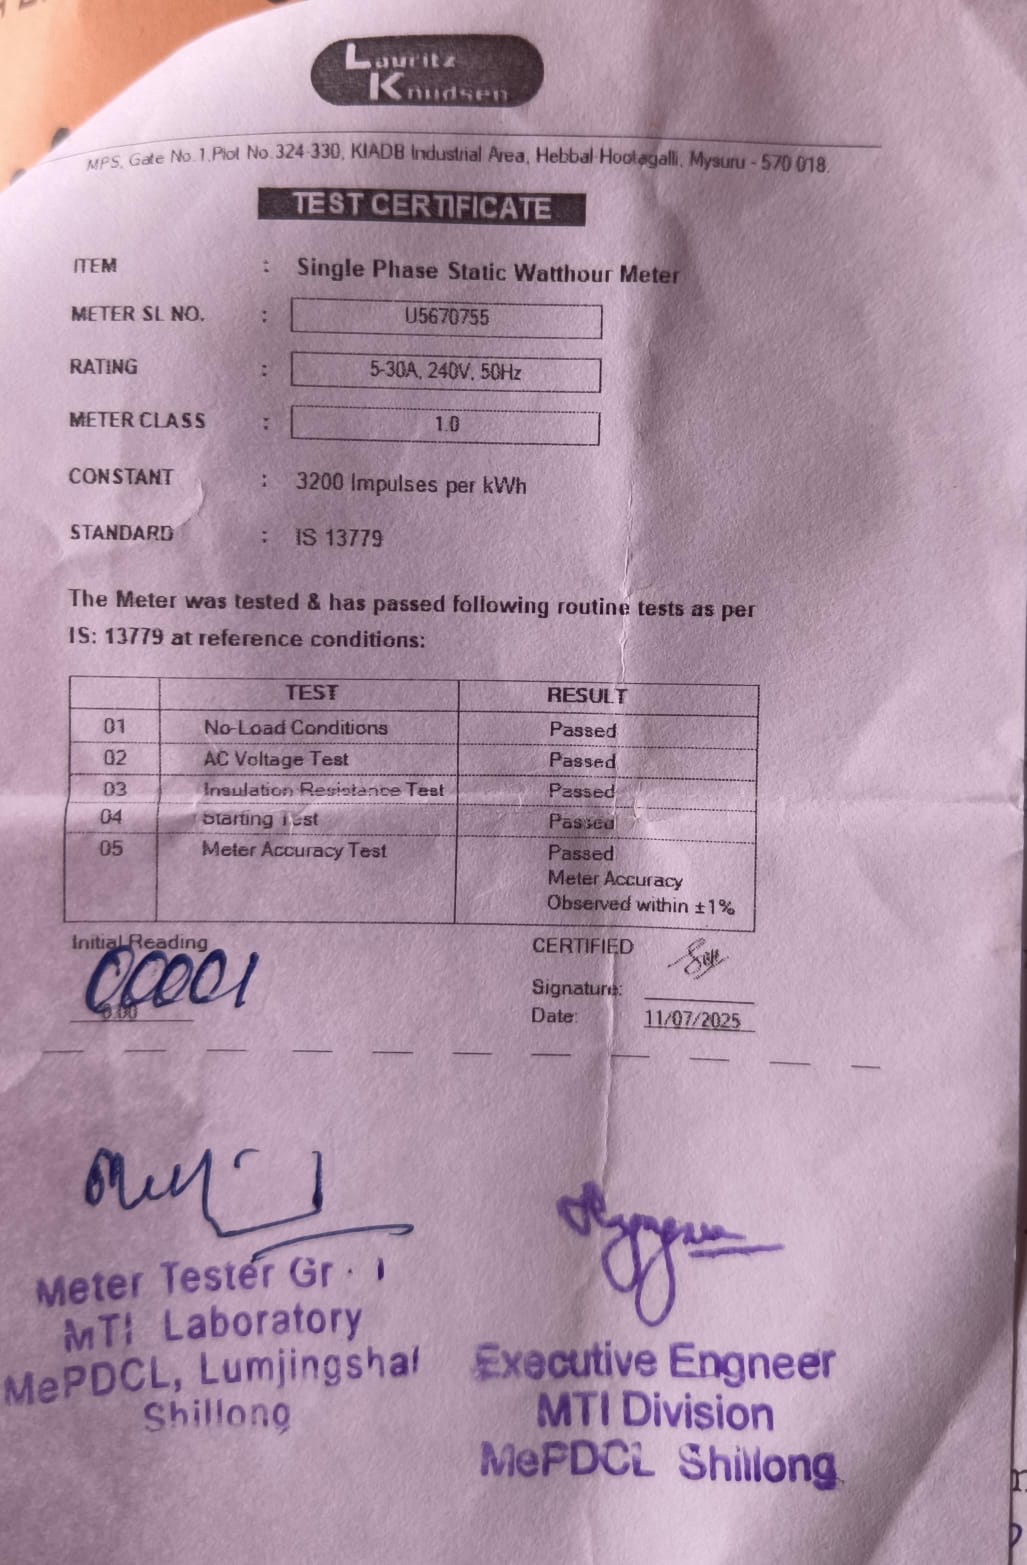 Lauritz
Knudsen
MPS, Gate No.1,Plot No.324-330, KIADB Industrial Area, Hebbal-Hootagalli, Mysuru - 570 018.
TEST CERTIFICATE
ITEM : Single Phase Static Watthour Meter
METER SL NO. : U5670755
RATING : 5-30A, 240V, 50Hz
METER CLASS : 1.0
CONSTANT : 3200 Impulses per kWh
STANDARD : IS 13779
The Meter was tested & has passed following routine tests as per
IS: 13779 at reference conditions:
TEST RESULT
01 No-Load Conditions Passed
02 AC Voltage Test Passed
03 Insulation Resistance Test Passed
04 Starting Test Passed
05 Meter Accuracy Test Passed
Meter Accuracy
Observed within ±1%
Initial Reading CERTIFIED
00001
0.00
Signature:
Date: 11/07/2025
Meter Tester Gr. I
MTI Laboratory
MePDCL, Lumjingshai
Shillong
Executive Engneer
MTI Division
MePDCL Shillong